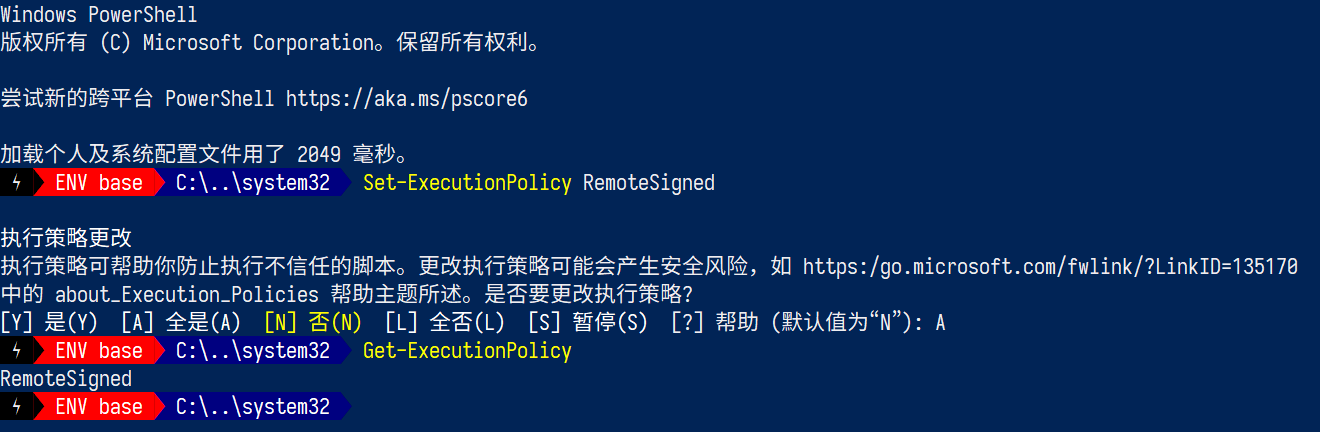 Windows PowerShell
版权所有 (C) Microsoft Corporation。保留所有权利。
尝试新的跨平台 PowerShell https://aka.ms/pscore6
加载个人及系统配置文件用了 2049 毫秒。
ENV base C:\..\system32 Set-ExecutionPolicy RemoteSigned
执行策略更改
执行策略可帮助你防止执行不信任的脚本。更改执行策略可能会产生安全风险，如 https:/go.microsoft.com/fwlink/?LinkID=135170
中的 about_Execution_Policies 帮助主题所述。是否要更改执行策略?
[Y] 是(Y) [A] 全是(A) [N] 否(N) [L] 全否(L) [S] 暂停(S) [?] 帮助 (默认值为“N”): A
ENV base C:\..\system32 Get-ExecutionPolicy
RemoteSigned
ENV base C:\..\system32